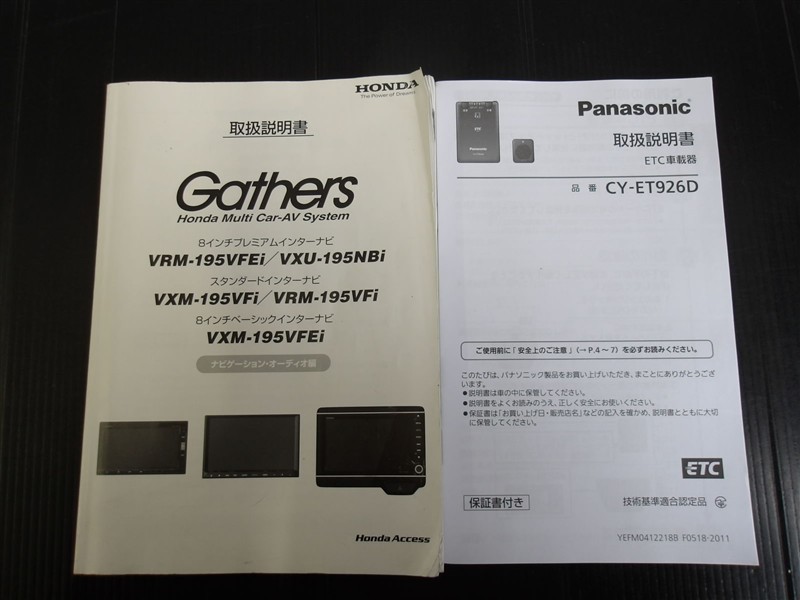 HONDA
The Power of Dreams
取扱説明書
Gathers
Honda Multi Car-AV System
8インチプレミアムインターナビ
VRM-195VFEi/VXU-195NBi
スタンダードインターナビ
VXM-195VFi/VRM-195VFi
8インチベーシックインターナビ
VXM-195VFEi
ナビゲーション・オーディオ編
Honda Access
Panasonic
Panasonic
取扱説明書
ETC車載器
品番 CY-ET926D
ご使用前に「安全上のご注意」(→P.4～7)を必ずお読みください。
このたびは、パナソニック製品をお買い上げいただき、まことにありがとうござ
います。
●説明書は車の中に保管してください。
●説明書をよくお読みのうえ、正しく安全にお使いください。
●保証書は「お買い上げ日・販売店名」などの記入を確かめ、説明書とともに大切
に保管してください。
ETC
保証書付き
技術基準適合認定品
YEFM0412218B F0518-2011